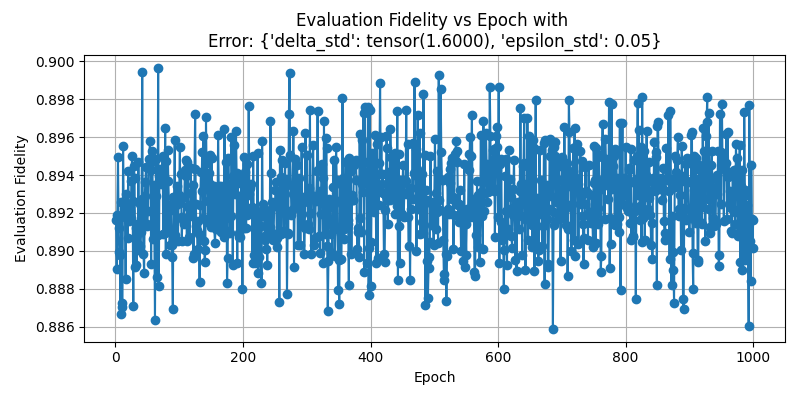 Evaluation Fidelity vs Epoch with
Error: {'delta_std': tensor(1.6000), 'epsilon_std': 0.05}
Evaluation Fidelity
0.900
0.898
0.896
0.894
0.892
0.890
0.888
0.886
0 200 400 600 800 1000
Epoch